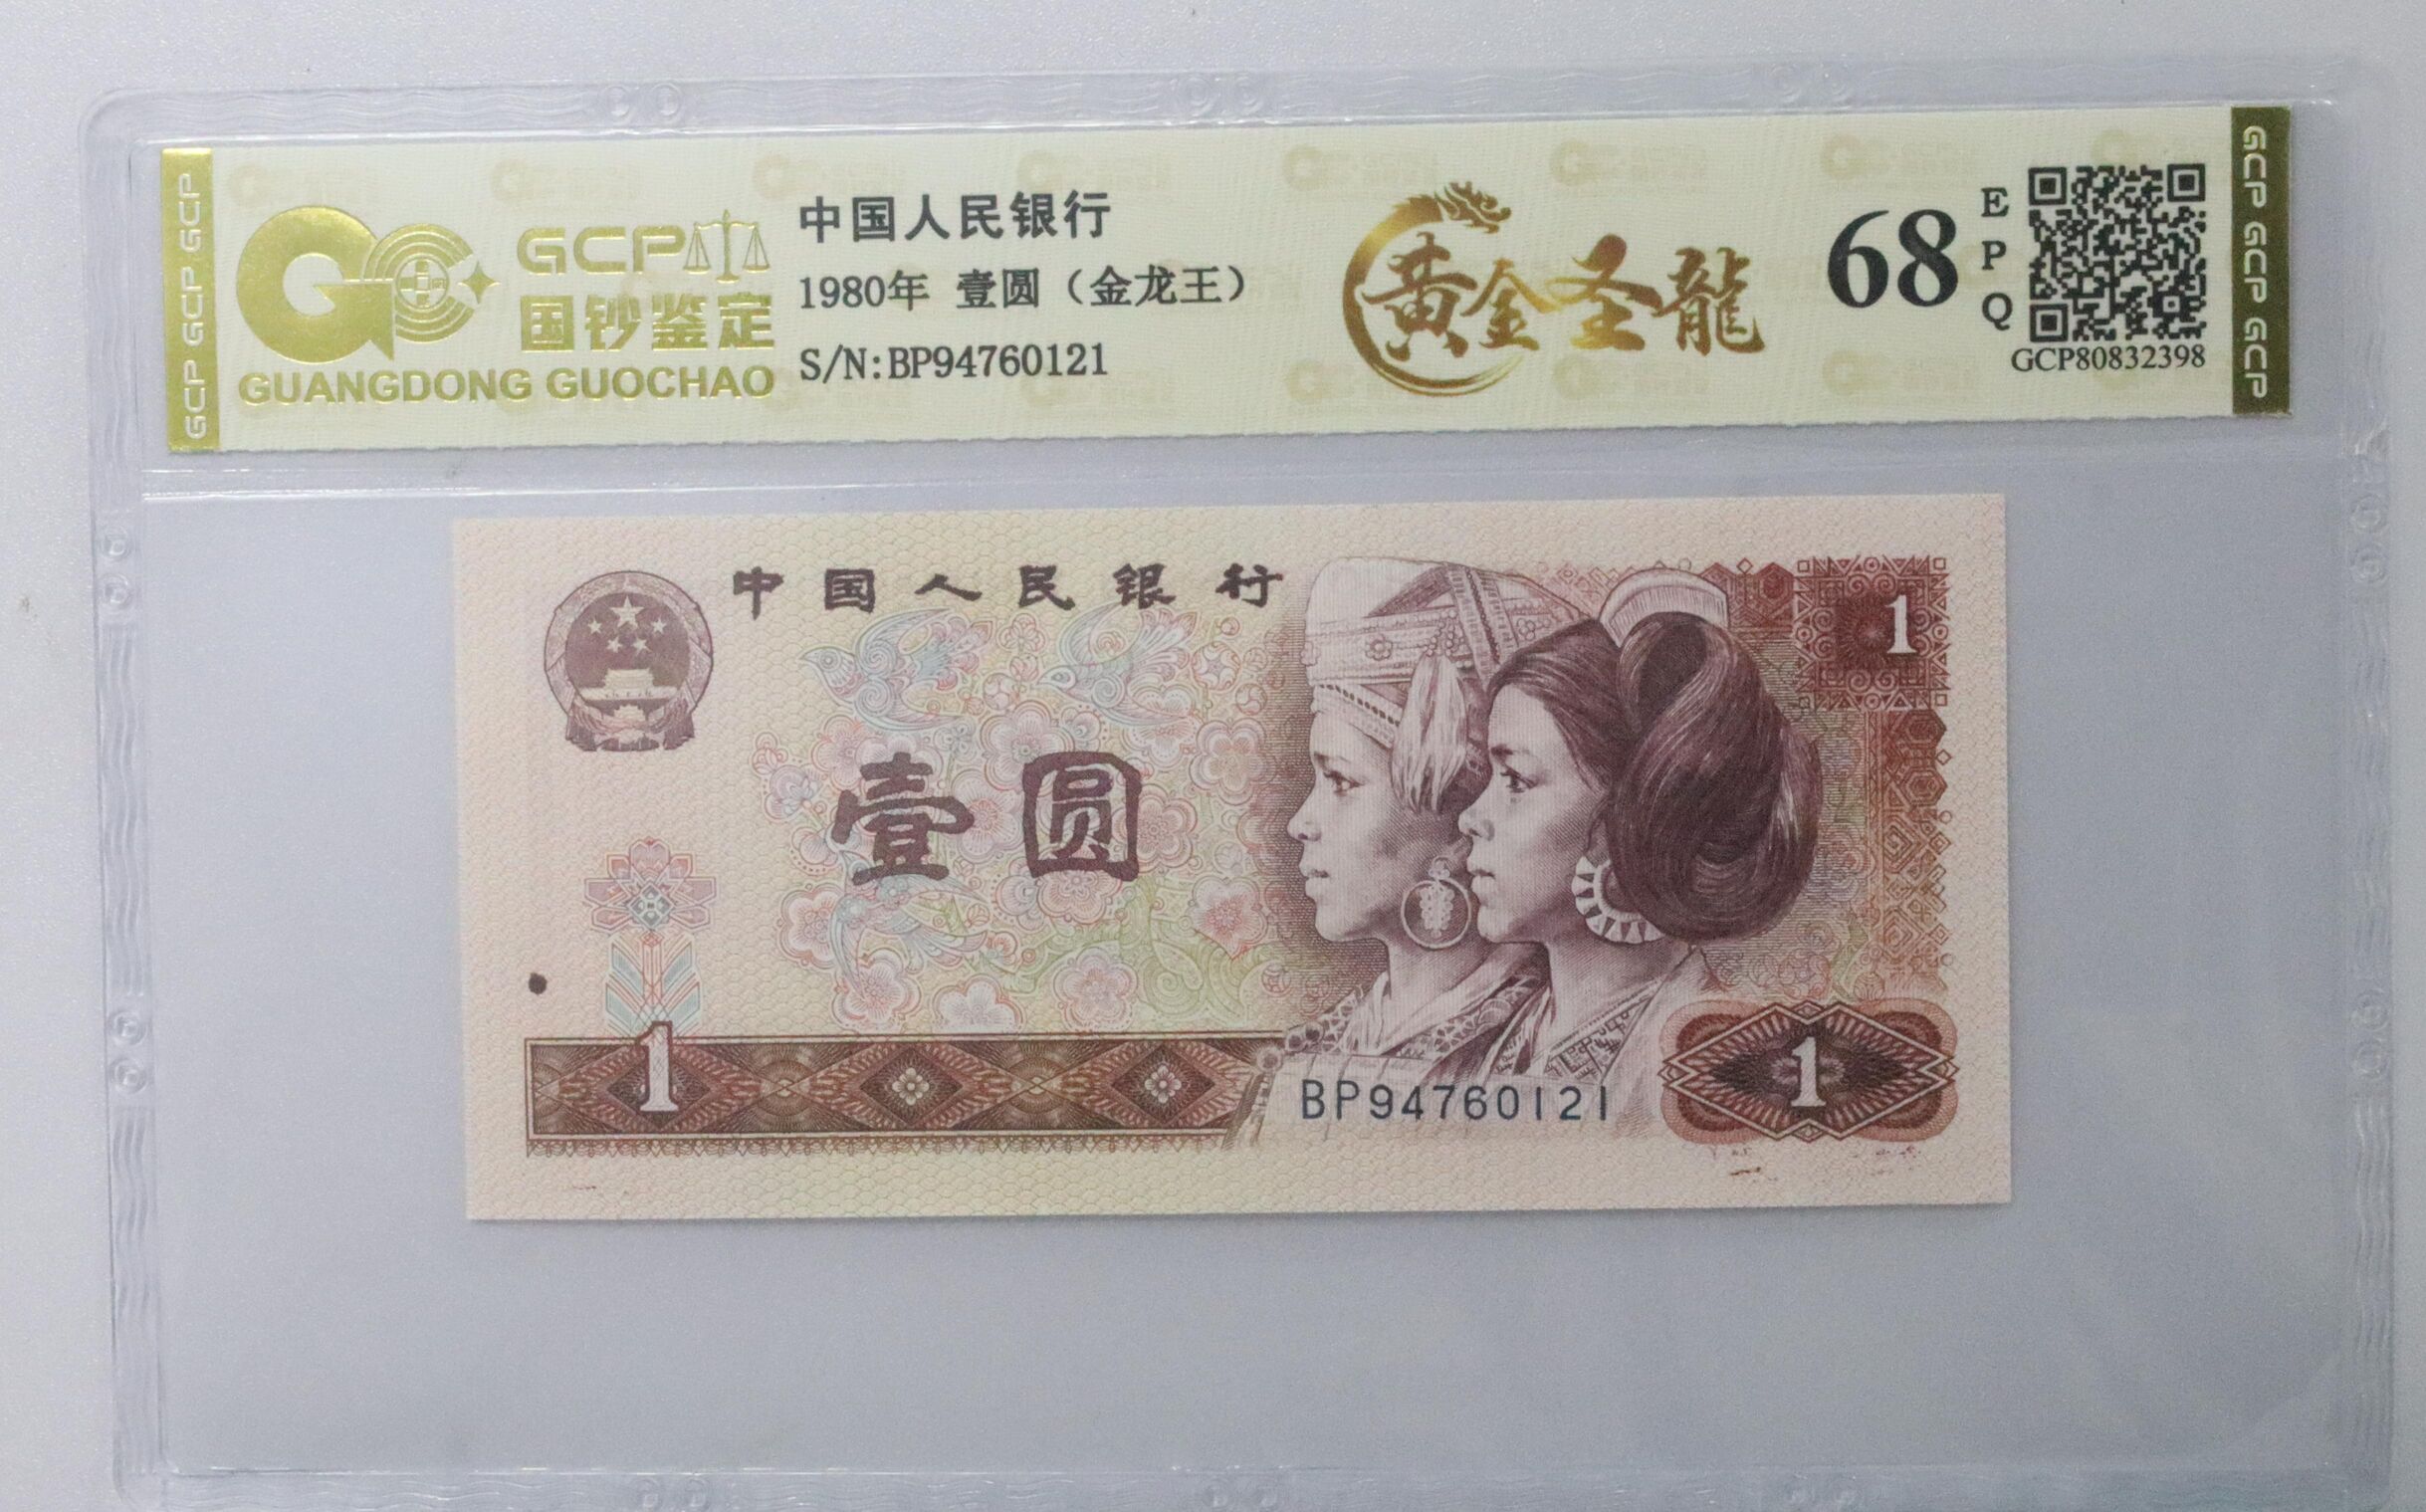 GCP GCP GCP
GCP
国钞鉴定
GUANGDONG GUOCHAO
中国人民银行
1980年 壹圆（金龙王）
S/N:BP94760121
黄金圣龍
68
E
P
Q
GCP80832398
GCP GCP GCP
中国人民银行
1
壹圆
1
BP94760121
1